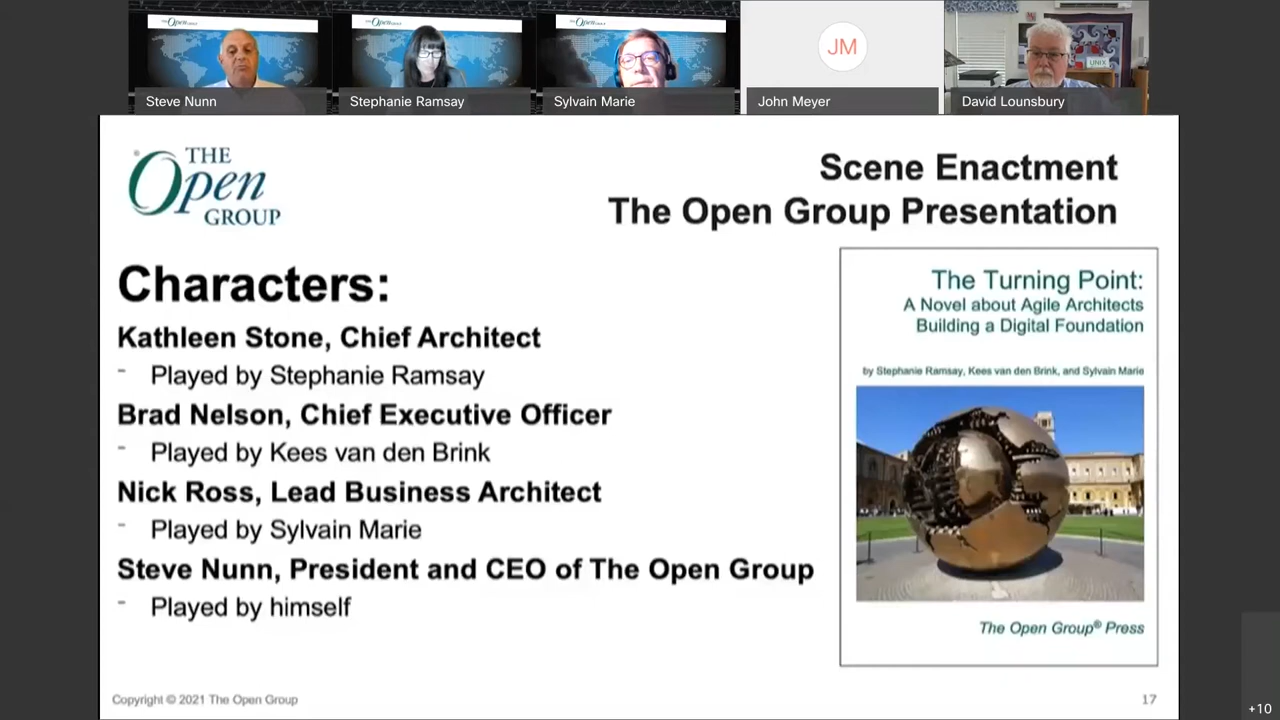 Steve Nunn
Stephanie Ramsay
Sylvain Marie
JM
John Meyer
UNIX
David Lounsbury
THE
Open
GROUP
Scene Enactment
The Open Group Presentation
Characters:
Kathleen Stone, Chief Architect
- Played by Stephanie Ramsay
Brad Nelson, Chief Executive Officer
- Played by Kees van den Brink
Nick Ross, Lead Business Architect
- Played by Sylvain Marie
Steve Nunn, President and CEO of The Open Group
- Played by himself
The Turning Point:
A Novel about Agile Architects
Building a Digital Foundation
by Stephanie Ramsay, Kees van den Brink, and Sylvain Marie
The Open Group® Press
Copyright © 2021 The Open Group
17
+10